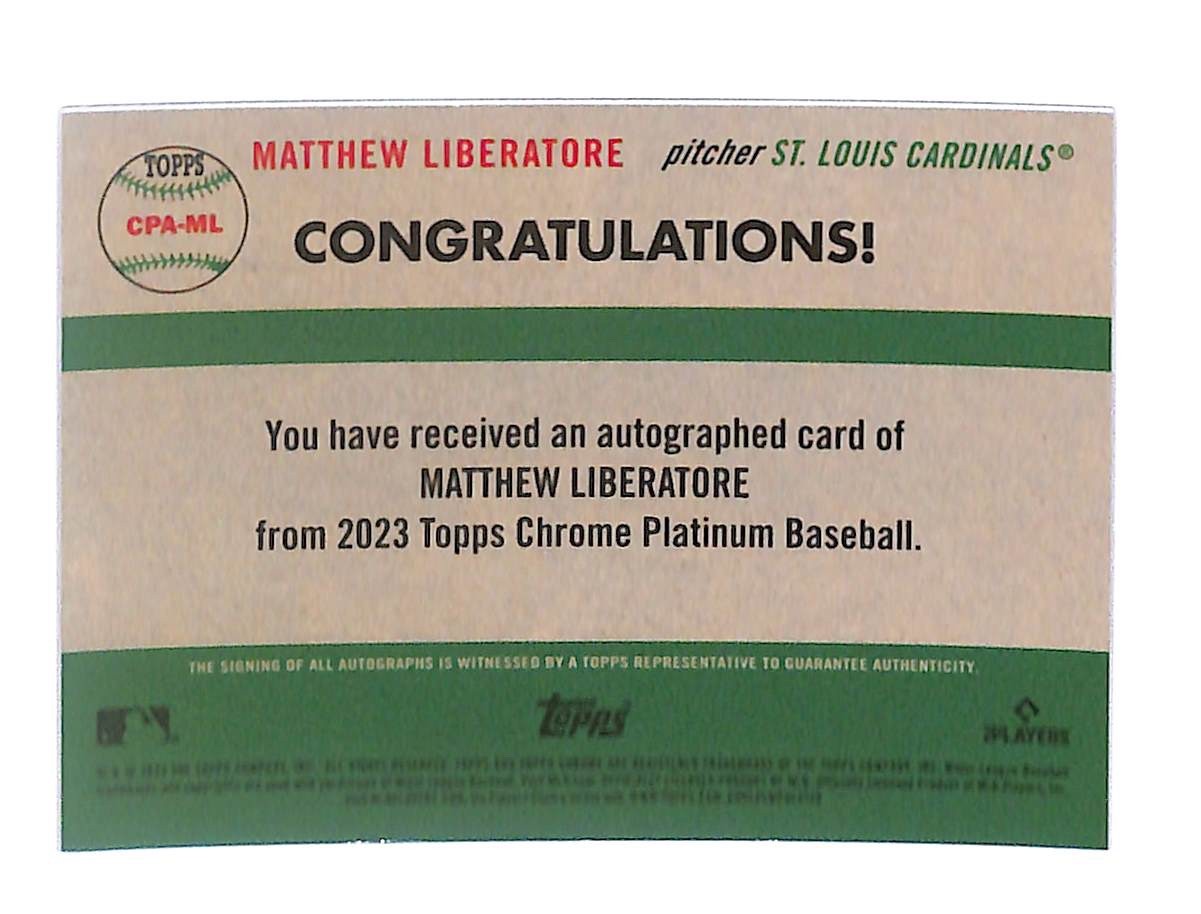 TOPPS
CPA-ML
MATTHEW LIBERATORE pitcher ST. LOUIS CARDINALS®
CONGRATULATIONS!
You have received an autographed card of
MATTHEW LIBERATORE
from 2023 Topps Chrome Platinum Baseball.
THE SIGNING OF ALL AUTOGRAPHS IS WITNESSED BY A TOPPS REPRESENTATIVE TO GUARANTEE AUTHENTICITY.
topps
PLAYERS